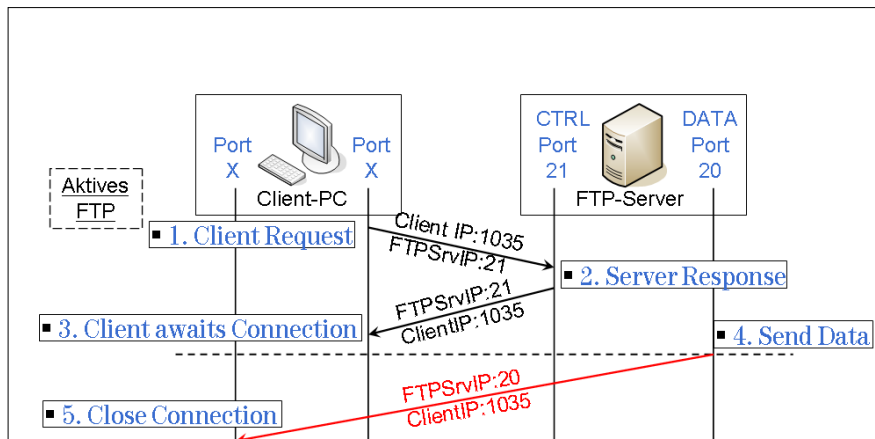 CTRL
DATA
Port
Port
Port
Port
X
X
21
20
Aktives
FTP
Client-PC
FTP-Server
▪ 1. Client Request
Client IP:1035
FTPSrvIP:21
▪ 2. Server Response
FTPSrvIP:21
ClientIP:1035
▪ 3. Client awaits Connection
▪ 4. Send Data
FTPSrvIP:20
ClientIP:1035
▪ 5. Close Connection